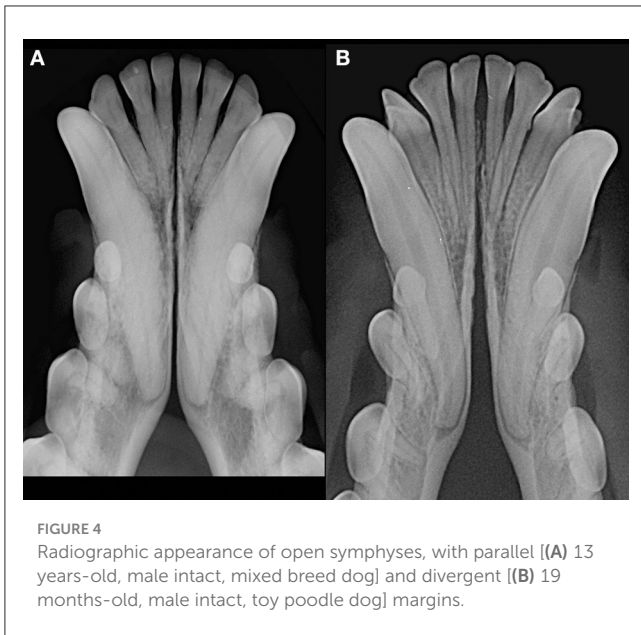 A
B
FIGURE 4
Radiographic appearance of open symphyses, with parallel [(A) 13
years-old, male intact, mixed breed dog] and divergent [(B) 19
months-old, male intact, toy poodle dog] margins.